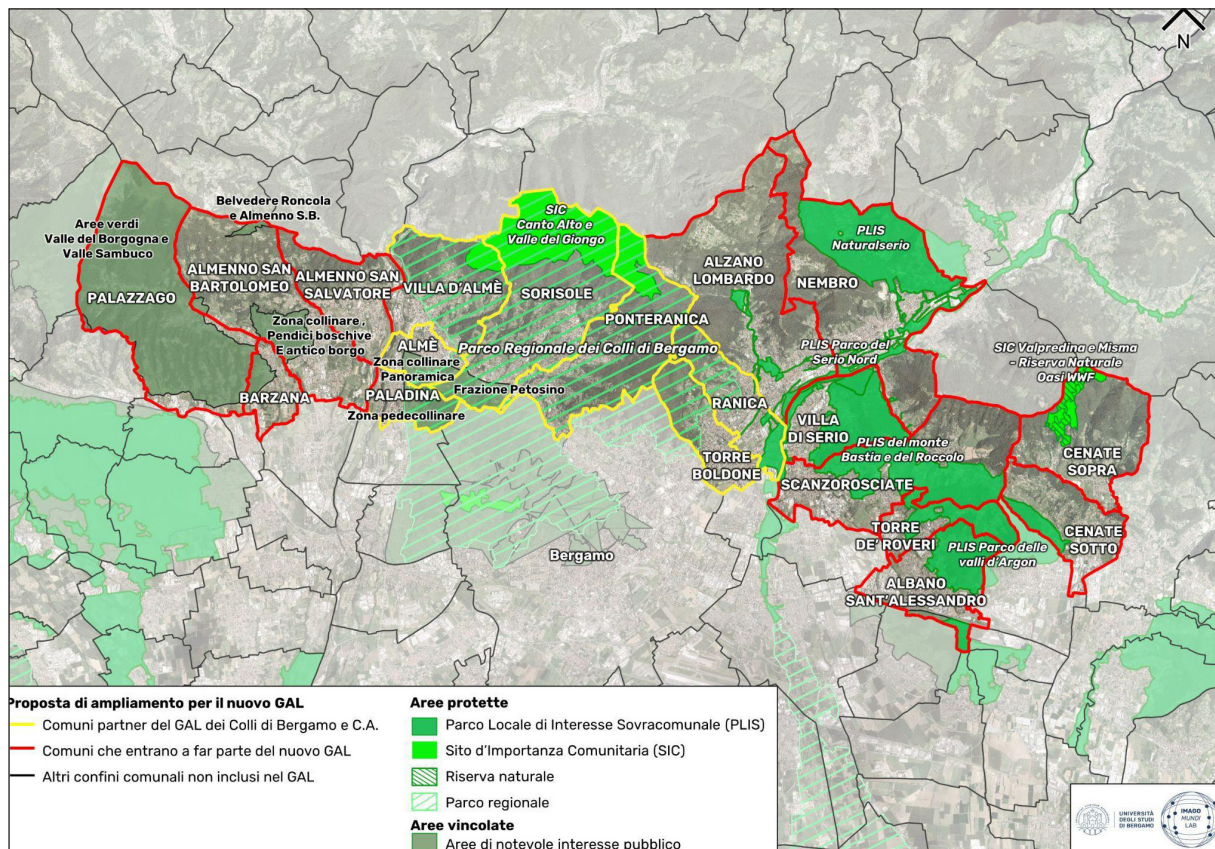 N
Belvedere Roncola
e Almenno S.B.
Aree verdi
Valle del Borgogna e
Valle Sambuco
PALAZZAGO
ALMENNO SAN
BARTOLOMEO
ALMENNO SAN
SALVATORE
Zona collinare ,
Pendici boschive
E antico borgo
BARZANA
VILLA D'ALMÈ
ALMÈ
Zona collinare
Panoramica
PALADINA
Zona pedecollinare
SIC
Canto Alto e
Valle del Giongo
SORISOLE
PONTERANICA
Parco Regionale dei Colli di Bergamo
Frazione Petosino
RANICA
TORRE
BOLDONE
Bergamo
ALZANO
LOMBARDO
NEMBRO
PLIS
Naturalserio
PLIS Parco del
Serio Nord
SIC Valpredina e Misma
- Riserva Naturale
Oasi WWF
VILLA
DI SERIO
PLIS del monte
Bastia e del Roccolo
SCANZOROSCIATE
CENATE
SOPRA
TORRE
DE' ROVERI
PLIS Parco delle
valli d'Argon
CENATE
SOTTO
ALBANO
SANT'ALESSANDRO
Proposta di ampliamento per il nuovo GAL
Comuni partner del GAL dei Colli di Bergamo e C.A.
Comuni che entrano a far parte del nuovo GAL
Altri confini comunali non inclusi nel GAL
Aree protette
Parco Locale di Interesse Sovracomunale (PLIS)
Sito d'Importanza Comunitaria (SIC)
Riserva naturale
Parco regionale
Aree vincolate
Aree di notevole interesse pubblico
UNIVERSITÀ
DEGLI STUDI
DI BERGAMO
IMAGO
MUNDI
LAB